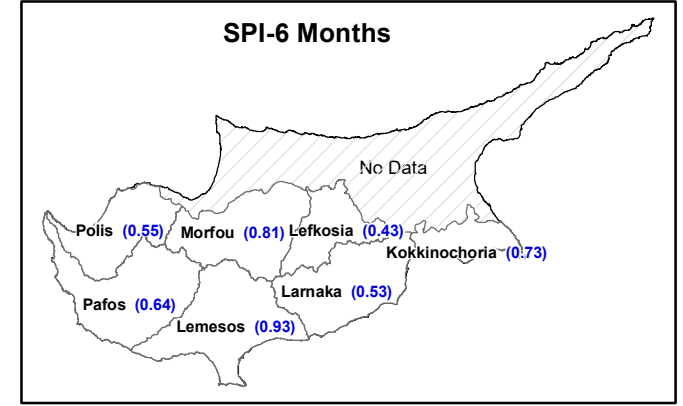 SPI-6 Months
No Data
Polis (0.55)
Morfou (0.81)
Lefkosia (0.43)
Kokkinochoria (0.73)
Pafos (0.64)
Larnaka (0.53)
Lemesos (0.93)